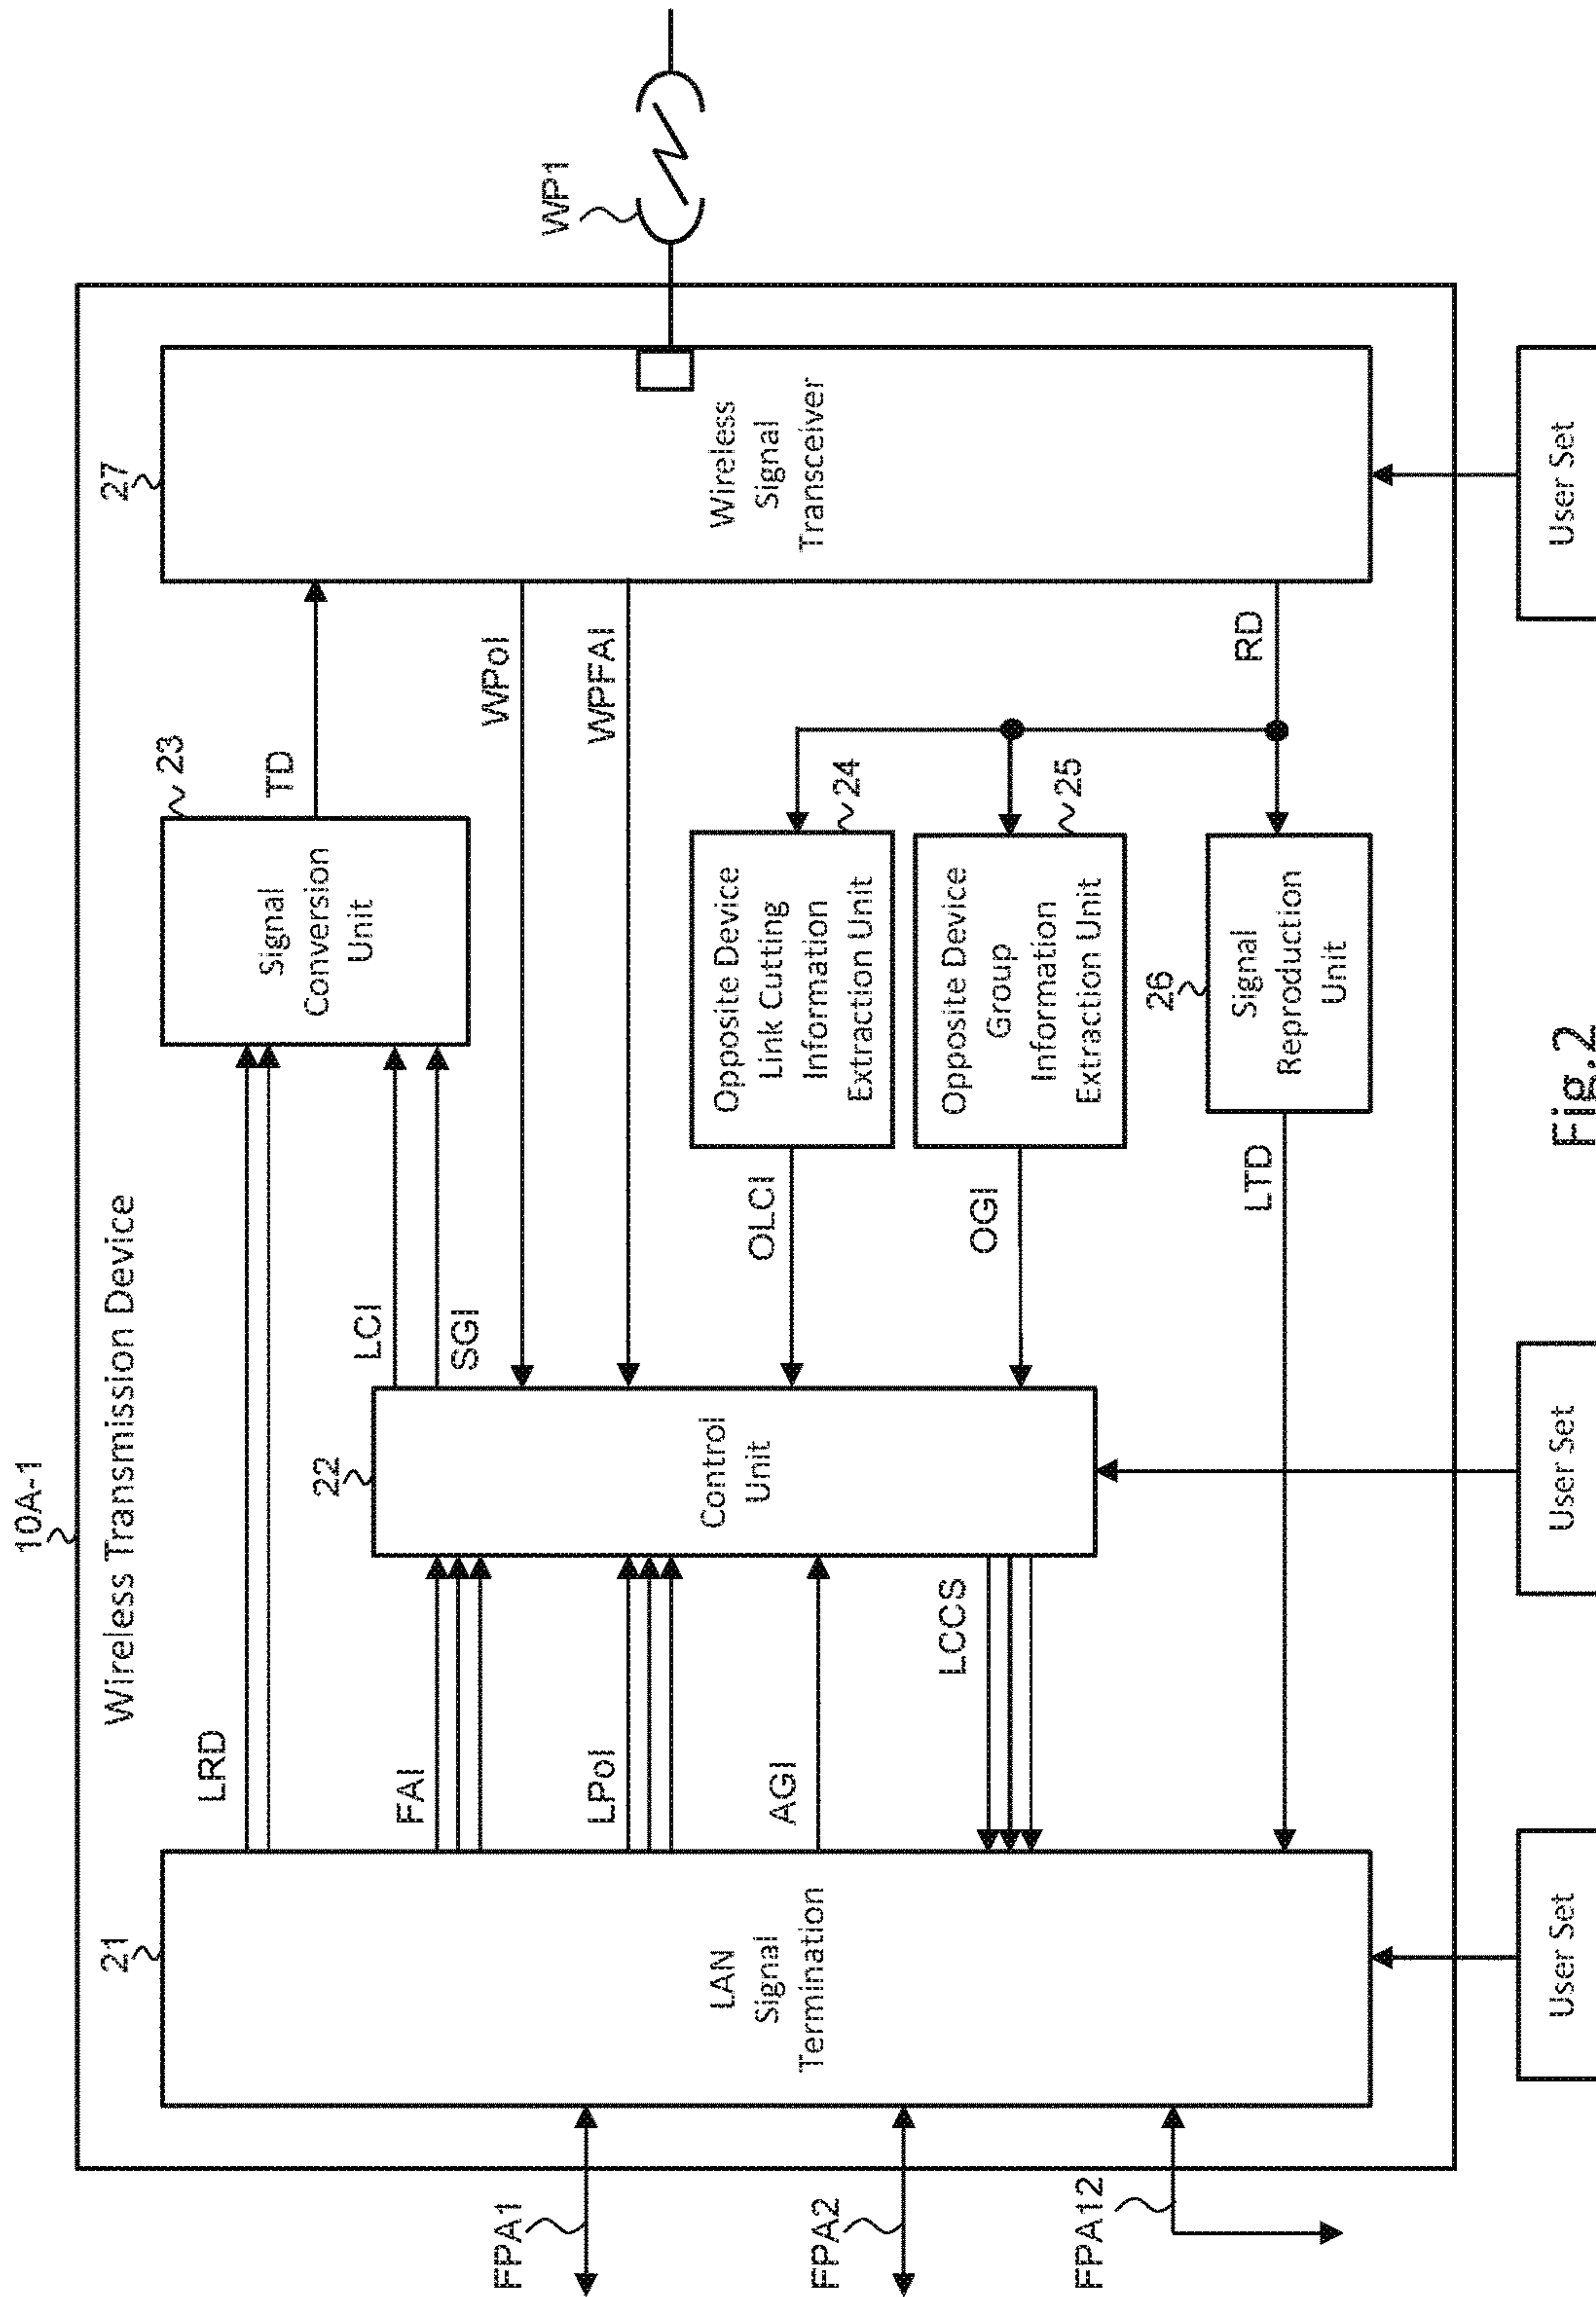 10A-1
Wireless Transmission Device
21
LAN
Signal
Termination
LRD
FAI
LPoI
AGI
LCCS
22
Control
Unit
LCI
SGI
23
Signal
Conversion
Unit
TD
WPoI
WPFAI
OLCI
OGI
LTD
Opposite Device
Link Cutting
Information
Extraction Unit
24
Opposite Device
Group
Information
Extraction Unit
25
26
Signal
Reproduction
Unit
RD
27
Wireless
Signal
Transceiver
WP1
FPA1
FPA2
FPA12
User Set
User Set
User Set
Fig.2